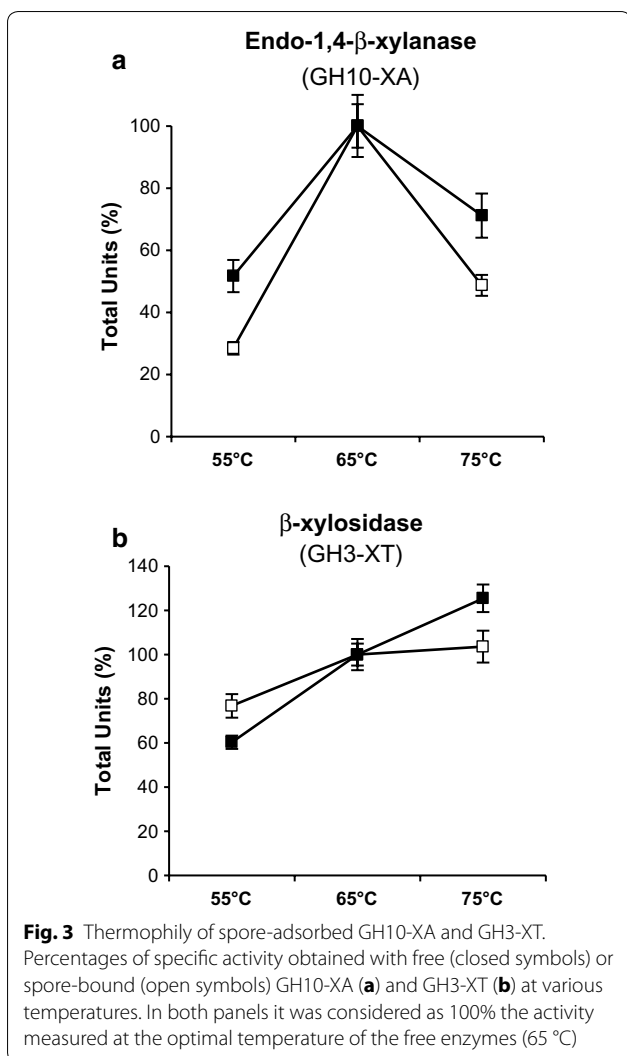 Endo-1,4-β-xylanase
a
(GH10-XA)
Total Units (%)
100
80
60
40
20
0
55°C 65°C 75°C
β-xylosidase
b
(GH3-XT)
Total Units (%)
140
120
100
80
60
40
20
0
55°C 65°C 75°C
Fig. 3 Thermophily of spore-adsorbed GH10-XA and GH3-XT.
Percentages of specific activity obtained with free (closed symbols) or
spore-bound (open symbols) GH10-XA (a) and GH3-XT (b) at various
temperatures. In both panels it was considered as 100% the activity
measured at the optimal temperature of the free enzymes (65 °C)